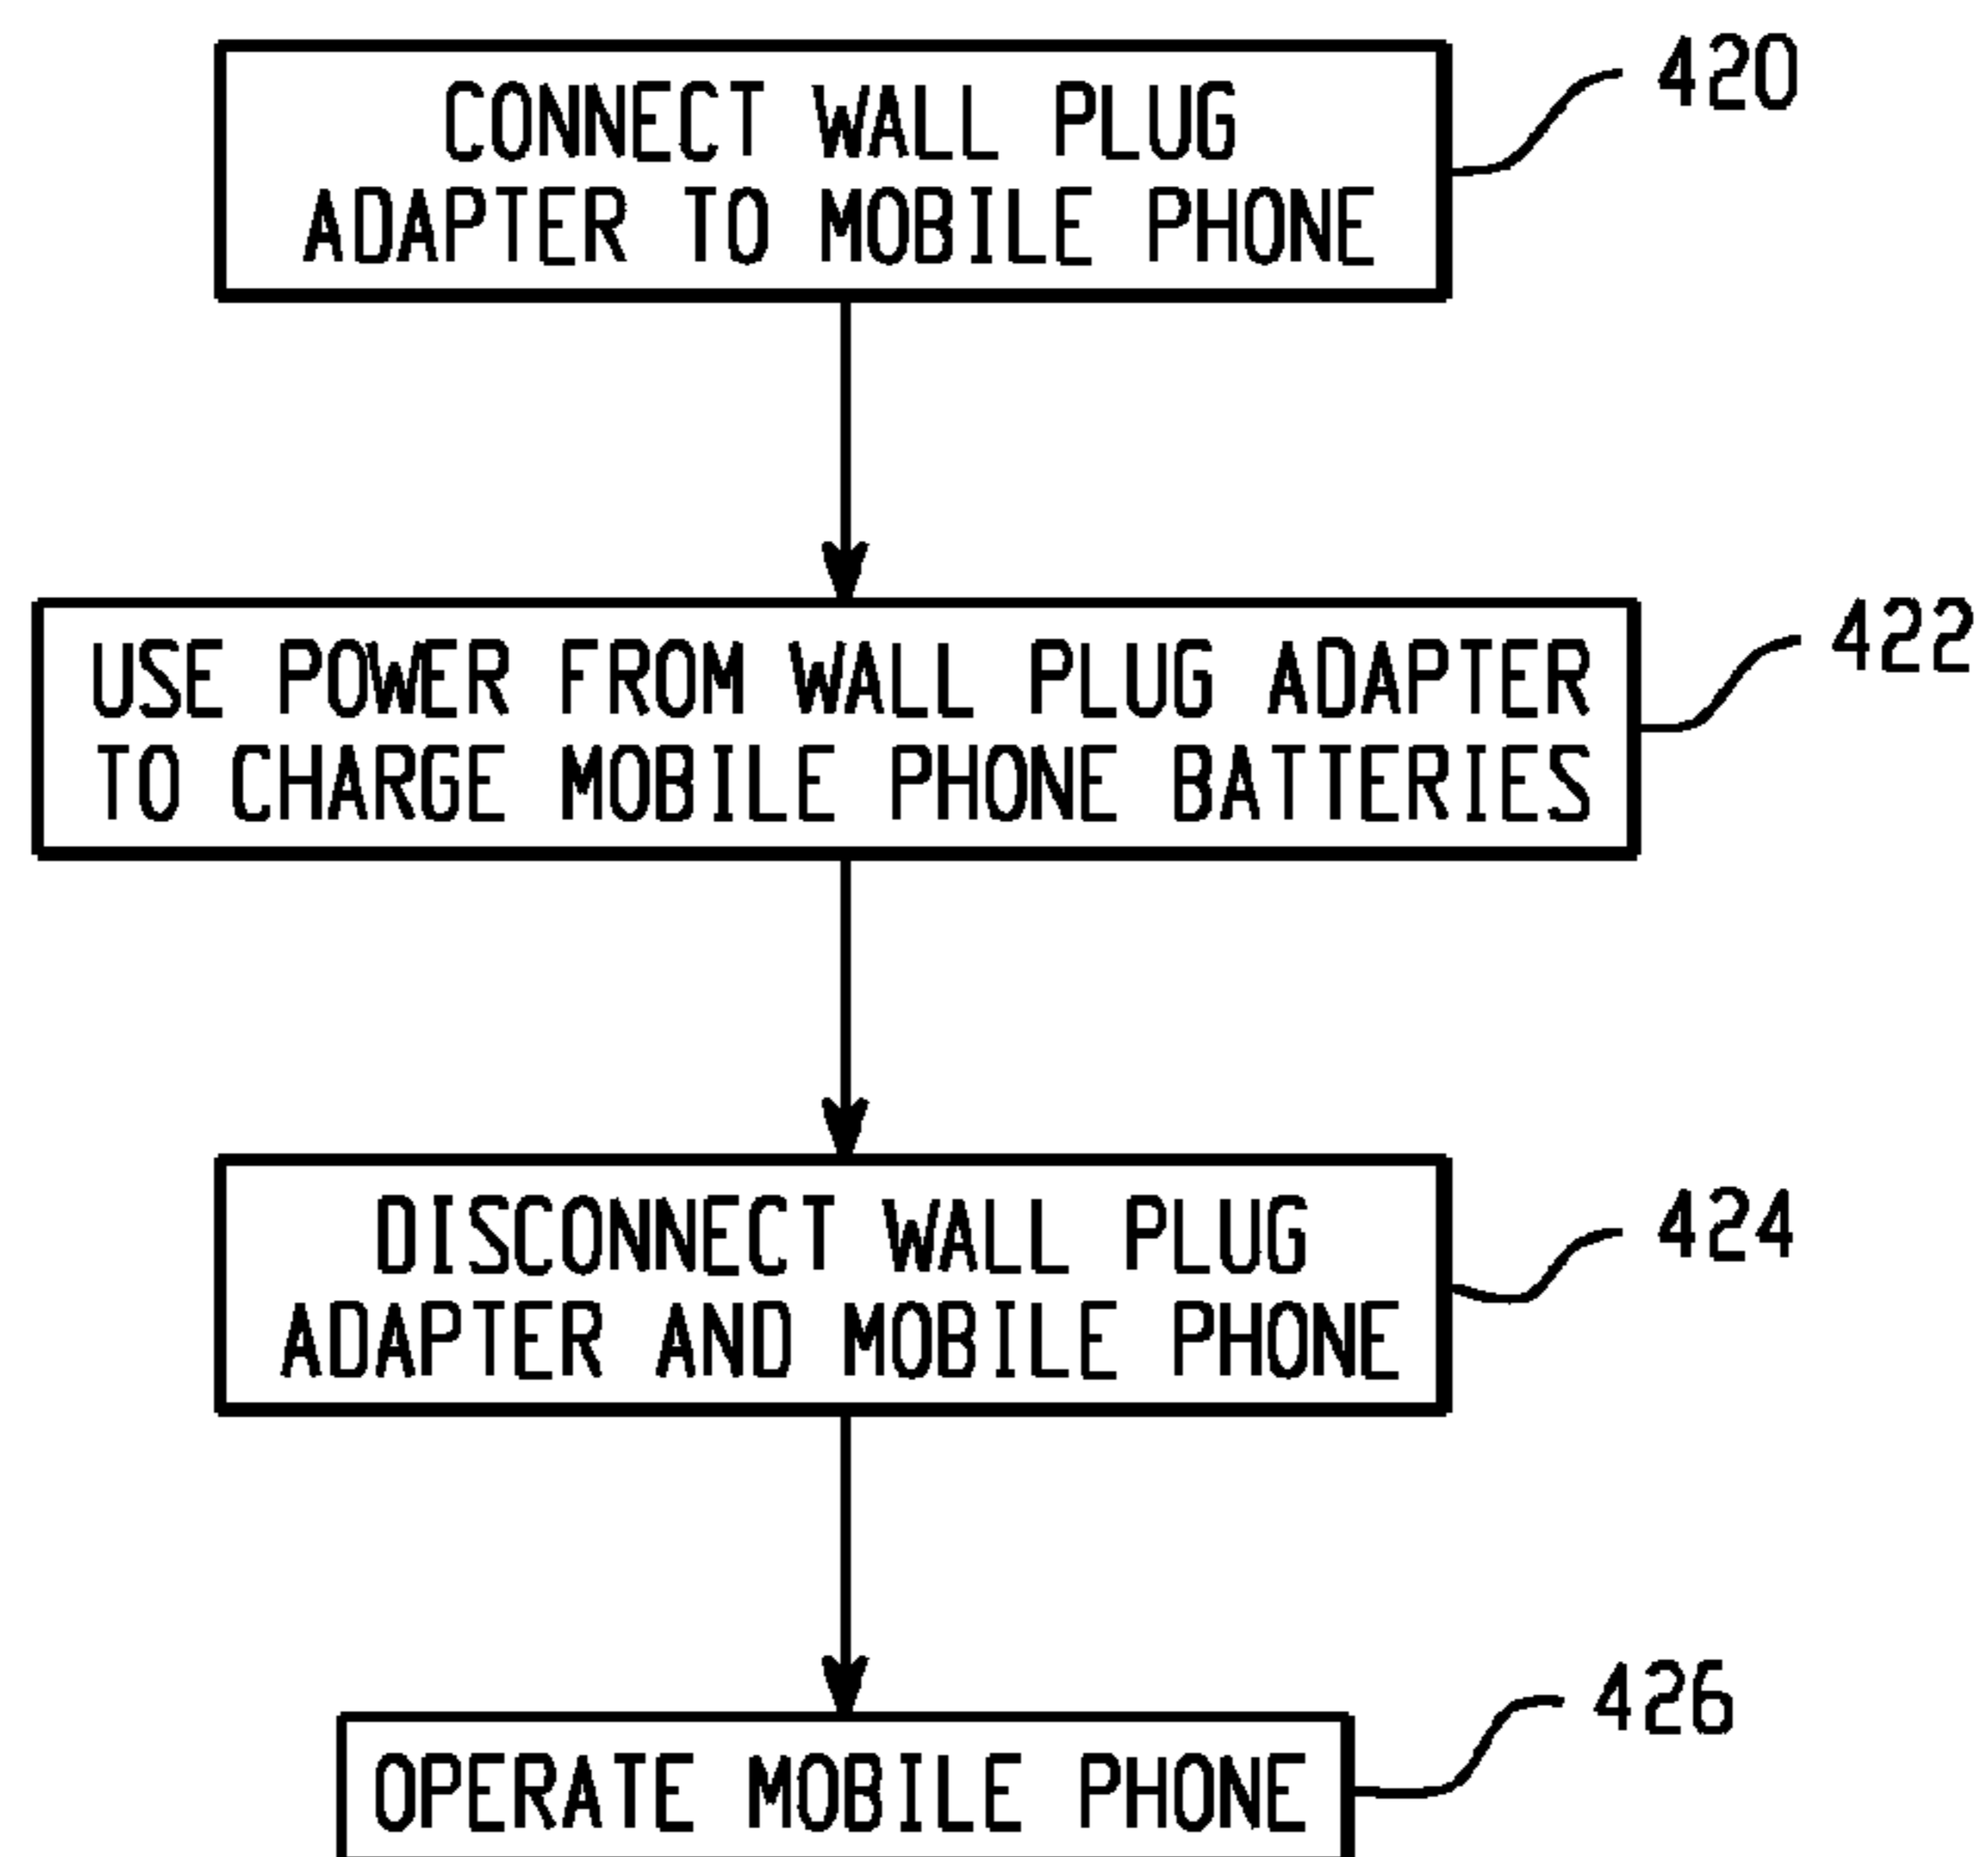 CONNECT WALL PLUG
ADAPTER TO MOBILE PHONE
420
USE POWER FROM WALL PLUG ADAPTER
TO CHARGE MOBILE PHONE BATTERIES
422
DISCONNECT WALL PLUG
ADAPTER AND MOBILE PHONE
424
OPERATE MOBILE PHONE
426